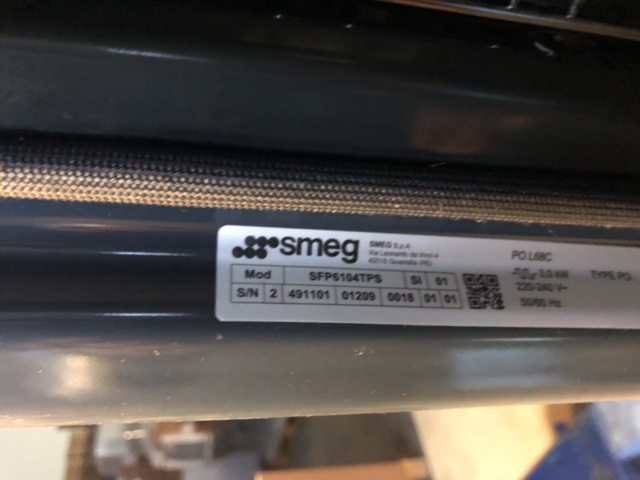 smeg
SMEG S.p.A.
Via Leonardo da Vinci 4
42016 Guastalla (RE)
Mod SFP6104TPS SI 01
S/N 2 491101 01209 0018 01 01
PO.L68C
3.0 kW
220-240 V~
50/60 Hz
TYPE PO.